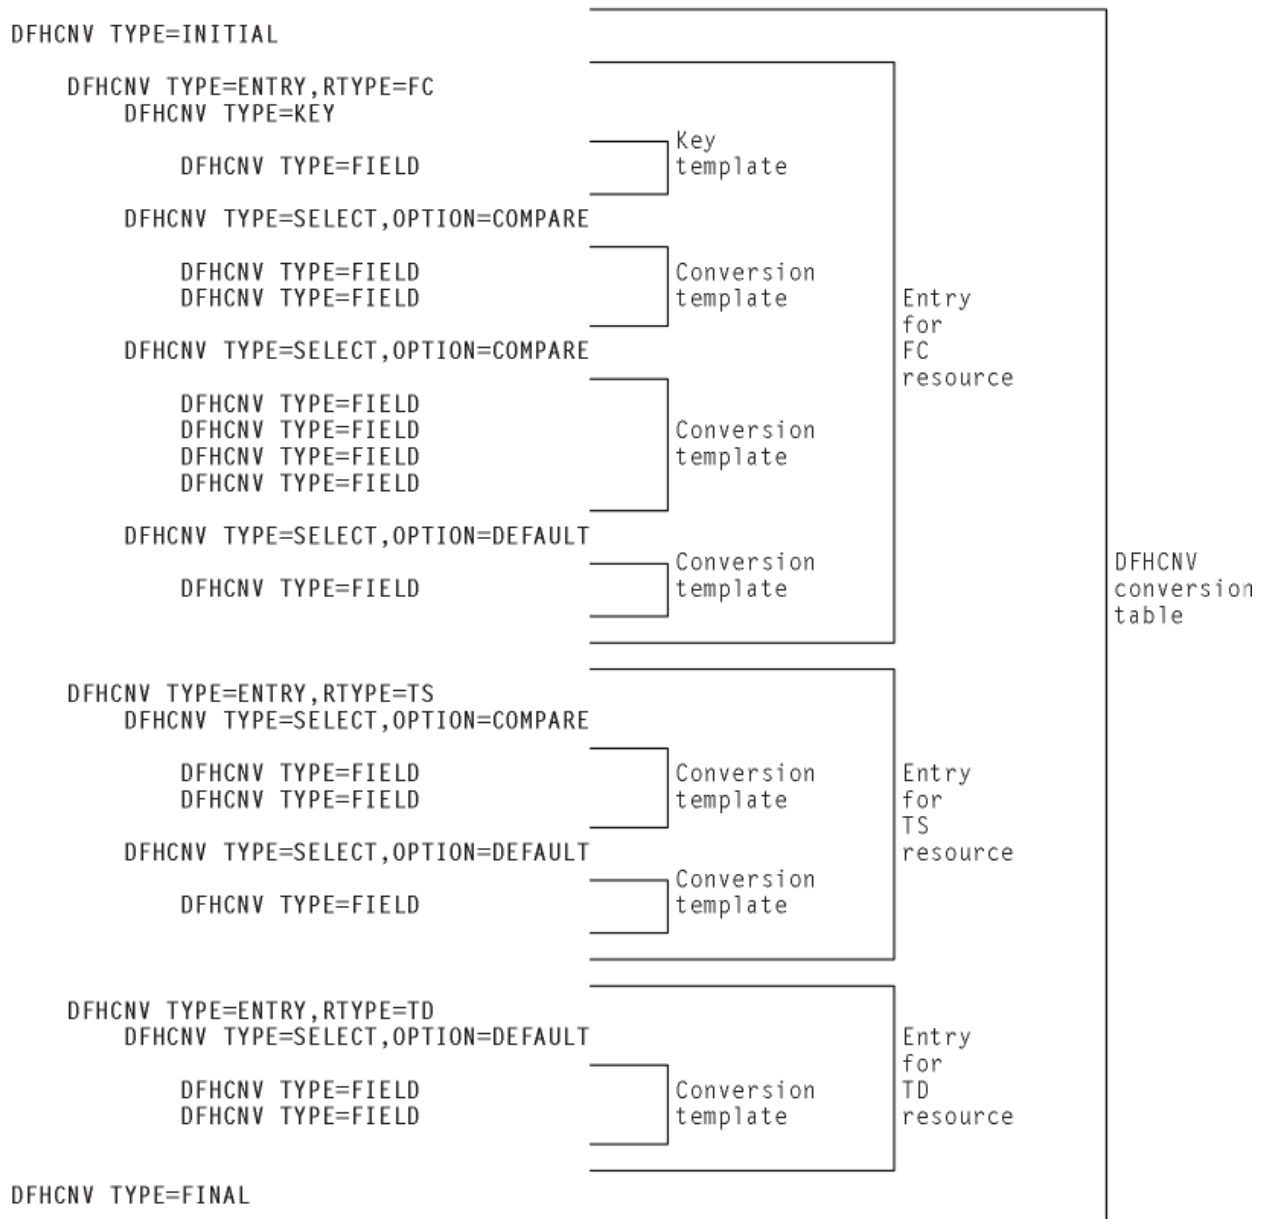 DFHCNV TYPE=INITIAL
DFHCNV TYPE=ENTRY,RTYPE=FC
DFHCNV TYPE=KEY
Key
DFHCNV TYPE=FIELD template
DFHCNV TYPE=SELECT,OPTION=COMPARE
DFHCNV TYPE=FIELD Conversion
DFHCNV TYPE=FIELD template Entry
for
DFHCNV TYPE=SELECT,OPTION=COMPARE FC
resource
DFHCNV TYPE=FIELD
DFHCNV TYPE=FIELD Conversion
DFHCNV TYPE=FIELD template
DFHCNV TYPE=FIELD
DFHCNV TYPE=SELECT,OPTION=DEFAULT
Conversion DFHCNV
DFHCNV TYPE=FIELD template conversion
table
DFHCNV TYPE=ENTRY,RTYPE=TS
DFHCNV TYPE=SELECT,OPTION=COMPARE
DFHCNV TYPE=FIELD Conversion Entry
DFHCNV TYPE=FIELD template for
TS
DFHCNV TYPE=SELECT,OPTION=DEFAULT resource
Conversion
DFHCNV TYPE=FIELD template
DFHCNV TYPE=ENTRY,RTYPE=TD
DFHCNV TYPE=SELECT,OPTION=DEFAULT Entry
for
DFHCNV TYPE=FIELD Conversion TD
DFHCNV TYPE=FIELD template resource
DFHCNV TYPE=FINAL